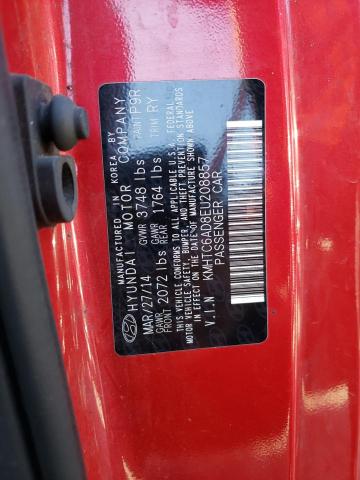 MANUFACTURED IN KOREA BY
HYUNDAI MOTOR COMPANY
MAR/27/14 GVWR 3748 lbs PAINT P9R
GAWR FRONT 2072 lbs GAWR REAR 1764 lbs TRIM RY
THIS VEHICLE CONFORMS TO ALL APPLICABLE U.S. FEDERAL
MOTOR VEHICLE SAFETY, BUMPER, AND THEFT PREVENTION STANDARDS
IN EFFECT ON THE DATE OF MANUFACTURE SHOWN ABOVE.
V.I.N KMHTC6AD8EU208857
PASSENGER CAR